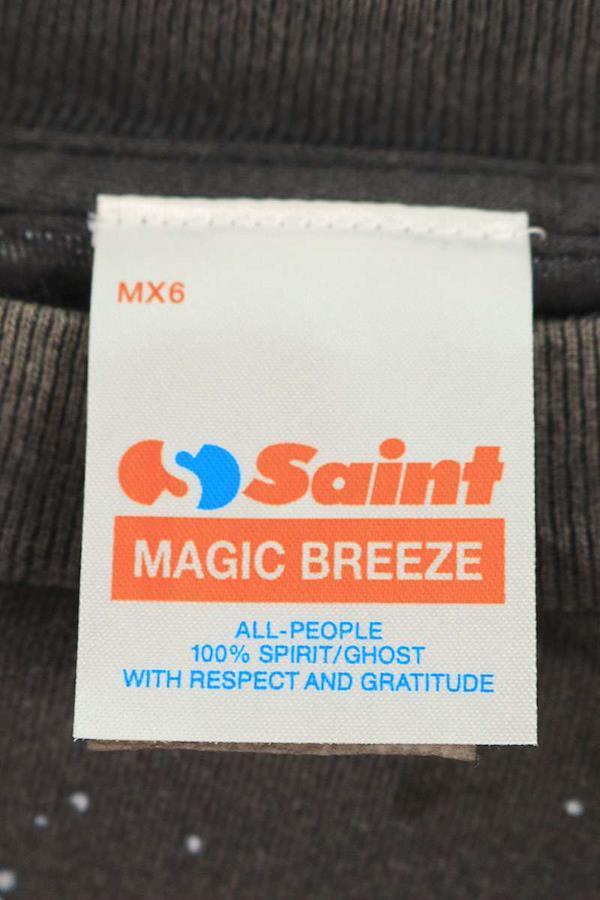 MX6
Saint
MAGIC BREEZE
ALL-PEOPLE
100% SPIRIT/GHOST
WITH RESPECT AND GRATITUDE